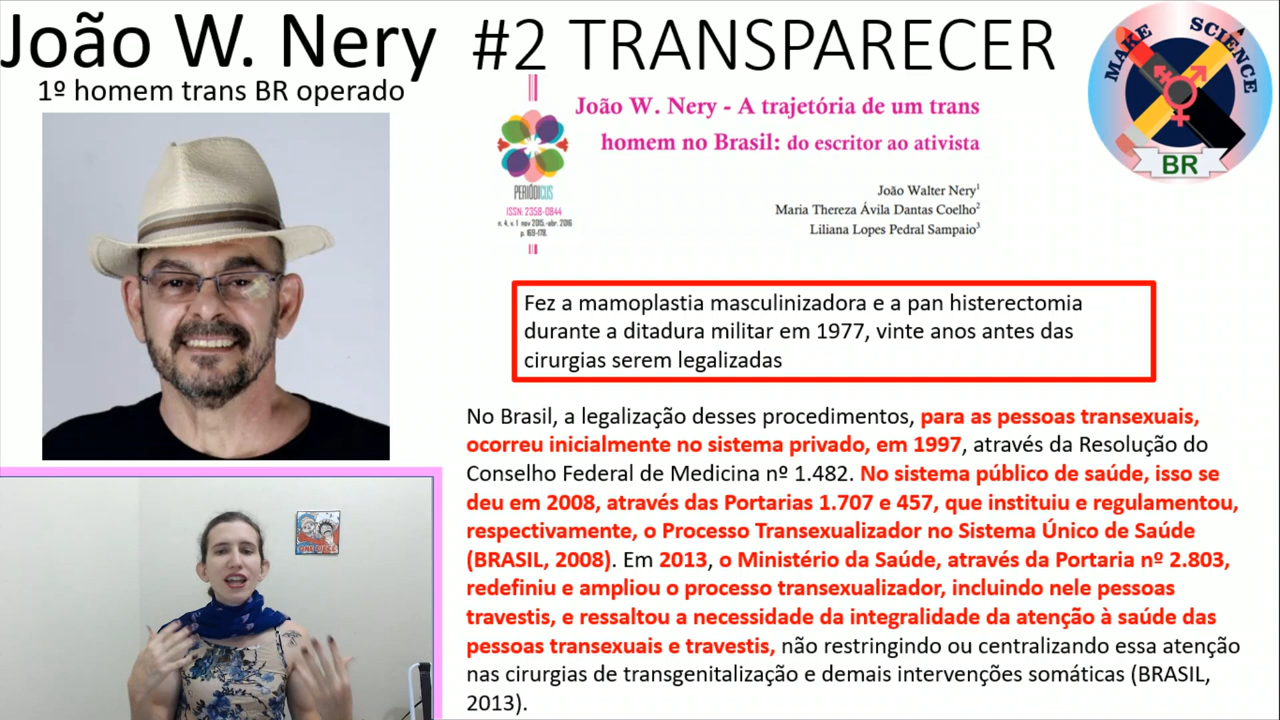 João W. Nery #2 TRANSPARECER
1º homem trans BR operado
MAKE SCIENCE
BR
João W. Nery - A trajetória de um trans
homem no Brasil: do escritor ao ativista
PERIÓDICUS
ISSN: 2358-0844
n. 4, v. 1 nov 2015.-abr. 2016
p. 169-178.
João Walter Nery¹
Maria Thereza Ávila Dantas Coelho²
Liliana Lopes Pedral Sampaio³
Fez a mamoplastia masculinizadora e a pan histerectomia
durante a ditadura militar em 1977, vinte anos antes das
cirurgias serem legalizadas
No Brasil, a legalização desses procedimentos, para as pessoas transexuais,
ocorreu inicialmente no sistema privado, em 1997, através da Resolução do
Conselho Federal de Medicina nº 1.482. No sistema público de saúde, isso se
deu em 2008, através das Portarias 1.707 e 457, que instituiu e regulamentou,
respectivamente, o Processo Transexualizador no Sistema Único de Saúde
(BRASIL, 2008). Em 2013, o Ministério da Saúde, através da Portaria nº 2.803,
redefiniu e ampliou o processo transexualizador, incluindo nele pessoas
travestis, e ressaltou a necessidade da integralidade da atenção à saúde das
pessoas transexuais e travestis, não restringindo ou centralizando essa atenção
nas cirurgias de transgenitalização e demais intervenções somáticas (BRASIL,
2013).